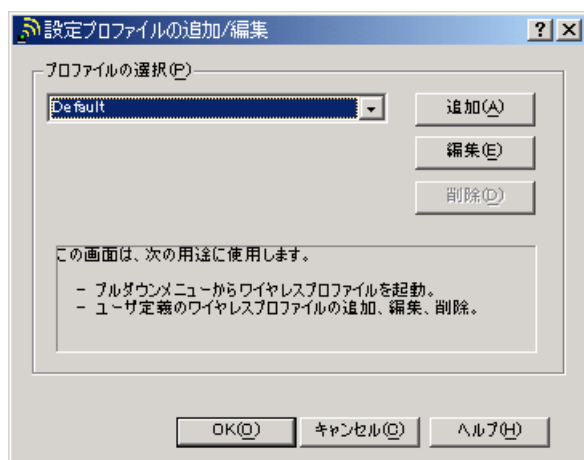 設定プロファイルの追加/編集
プロファイルの選択(P)
Default
追加(A)
編集(E)
削除(D)
この画面は、次の用途に使用します。
- プルダウンメニューからワイヤレスプロファイルを起動。
- ユーザ定義のワイヤレスプロファイルの追加、編集、削除。
OK(O)
キャンセル(C)
ヘルプ(H)